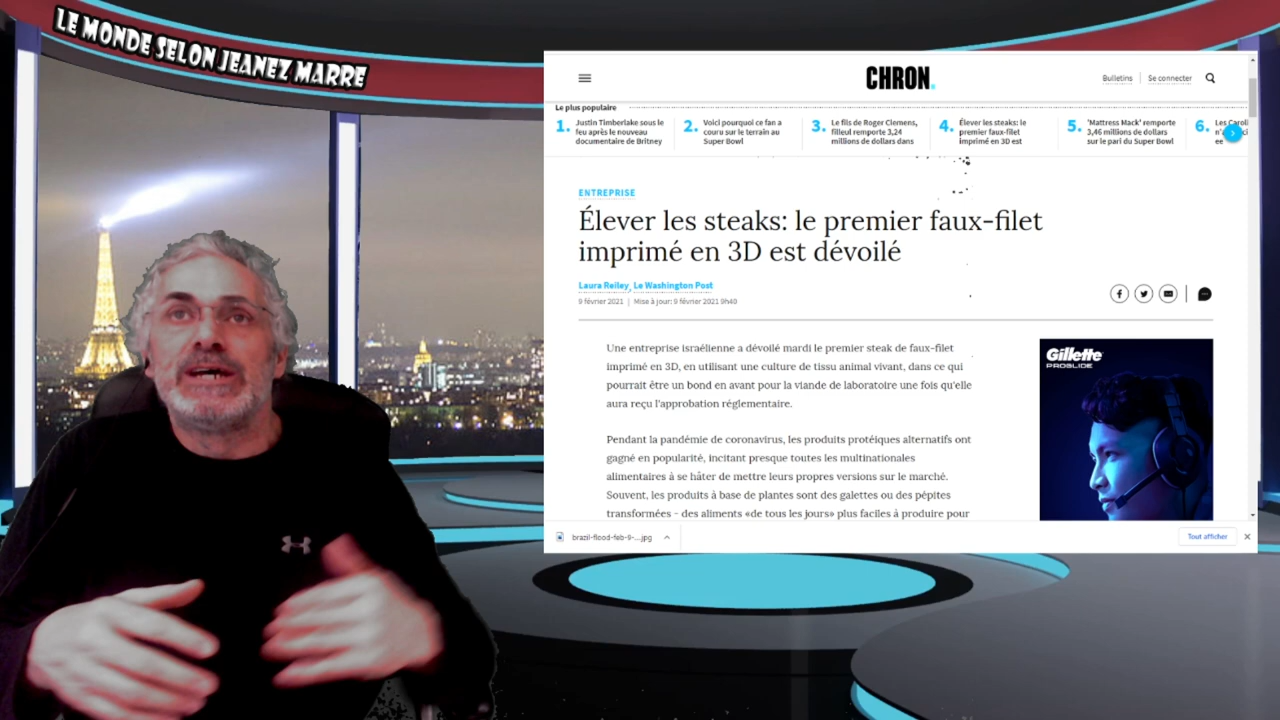 LE MONDE SELON JEANEZ MARRE
CHRON.
Bulletins
Se connecter
Le plus populaire
1. Justin Timberlake sous le
feu après le nouveau
documentaire de Britney
2. Voici pourquoi ce fan a
couru sur le terrain au
Super Bowl
3. Le fils de Roger Clemens,
filleul remporte 3,24
millions de dollars dans
4. Élever les steaks: le
premier faux-filet
imprimé en 3D est
5. 'Mattress Mack' remporte
3,46 millions de dollars
sur le pari du Super Bowl
6. Les
ENTREPRISE
Élever les steaks: le premier faux-filet
imprimé en 3D est dévoilé
Laura Reiley, Le Washington Post
9 février 2021 | Mise à jour: 9 février 2021 9h40
Une entreprise israélienne a dévoilé mardi le premier steak de faux-filet
imprimé en 3D, en utilisant une culture de tissu animal vivant, dans ce qui
pourrait être un bond en avant pour la viande de laboratoire une fois qu'elle
aura reçu l'approbation réglementaire.
Pendant la pandémie de coronavirus, les produits protéiques alternatifs ont
gagné en popularité, incitant presque toutes les multinationales
alimentaires à se hâter de mettre leurs propres versions sur le marché.
Souvent, les produits à base de plantes sont des galettes ou des pépites
transformées - des aliments «de tous les jours» plus faciles à produire pour
Gillette
PROGLIDE
brazil-flood-feb-9-....jpg
Tout afficher